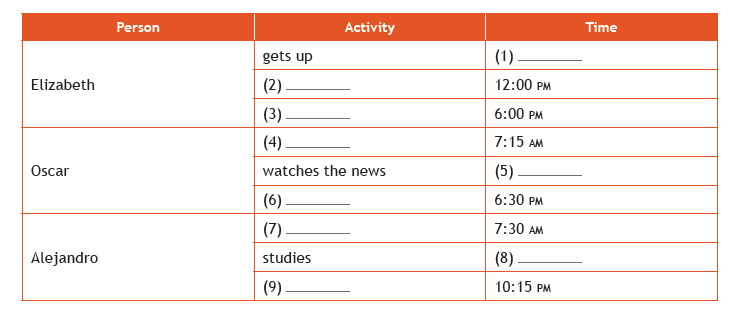 Person Activity Time
gets up (1) ________
Elizabeth (2) ________ 12:00 PM
(3) ________ 6:00 PM
(4) ________ 7:15 AM
Oscar watches the news (5) ________
(6) ________ 6:30 PM
(7) ________ 7:30 AM
Alejandro studies (8) ________
(9) ________ 10:15 PM